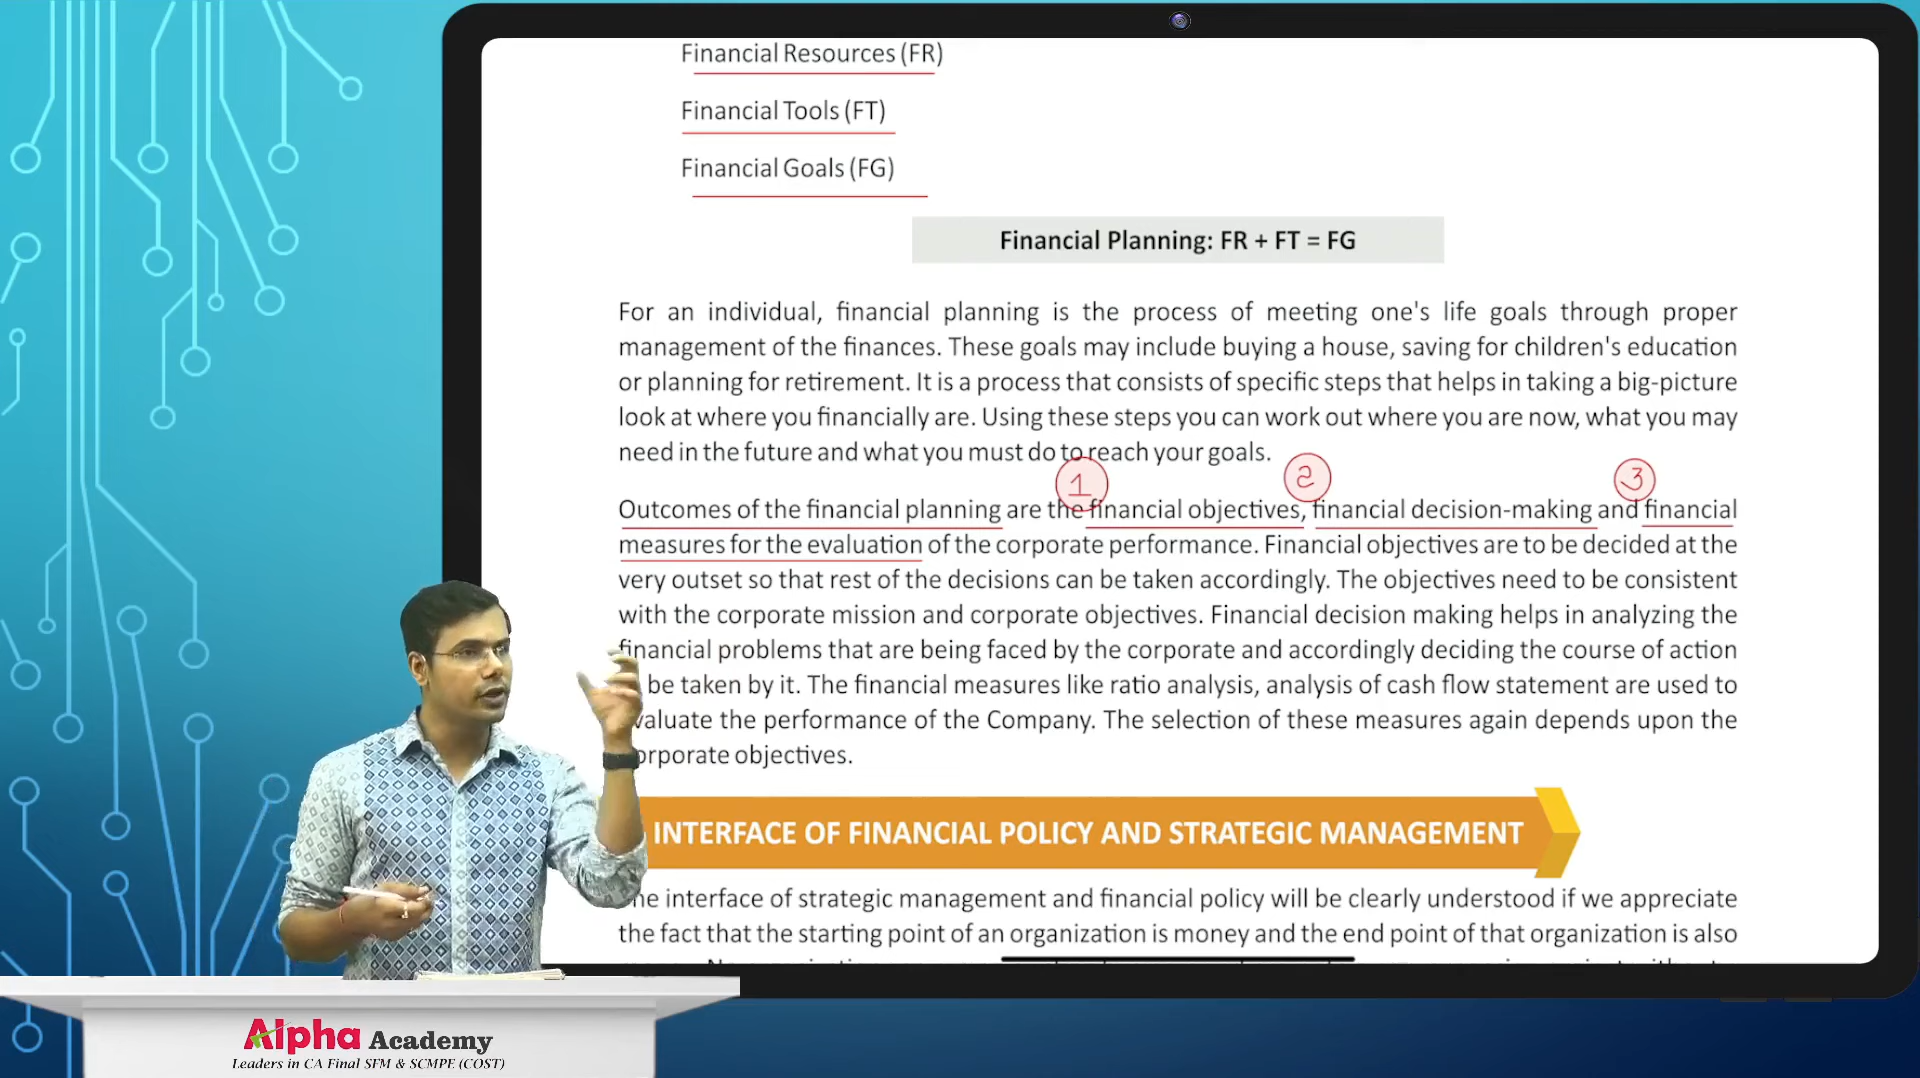 Financial Resources (FR)
Financial Tools (FT)
Financial Goals (FG)
Financial Planning: FR + FT = FG
For an individual, financial planning is the process of meeting one's life goals through proper
management of the finances. These goals may include buying a house, saving for children's education
or planning for retirement. It is a process that consists of specific steps that helps in taking a big-picture
look at where you financially are. Using these steps you can work out where you are now, what you may
need in the future and what you must do to reach your goals.
1 2 3
Outcomes of the financial planning are the financial objectives, financial decision-making and financial
measures for the evaluation of the corporate performance. Financial objectives are to be decided at the
very outset so that rest of the decisions can be taken accordingly. The objectives need to be consistent
with the corporate mission and corporate objectives. Financial decision making helps in analyzing the
financial problems that are being faced by the corporate and accordingly deciding the course of action
be taken by it. The financial measures like ratio analysis, analysis of cash flow statement are used to
valuate the performance of the Company. The selection of these measures again depends upon the
orporate objectives.
INTERFACE OF FINANCIAL POLICY AND STRATEGIC MANAGEMENT
he interface of strategic management and financial policy will be clearly understood if we appreciate
the fact that the starting point of an organization is money and the end point of that organization is also
Alpha Academy
Leaders in CA Final SFM & SCMPE (COST)